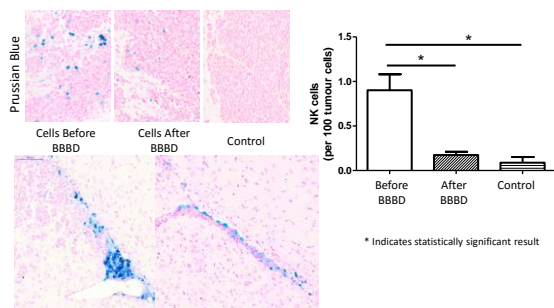 Prussian Blue
Cells Before
BBBD
Cells After
BBBD
Control
NK cells
(per 100 tumour cells)
1.5
1.0
0.5
0.0
*
*
Before
BBBD
After
BBBD
Control
* Indicates statistically significant result